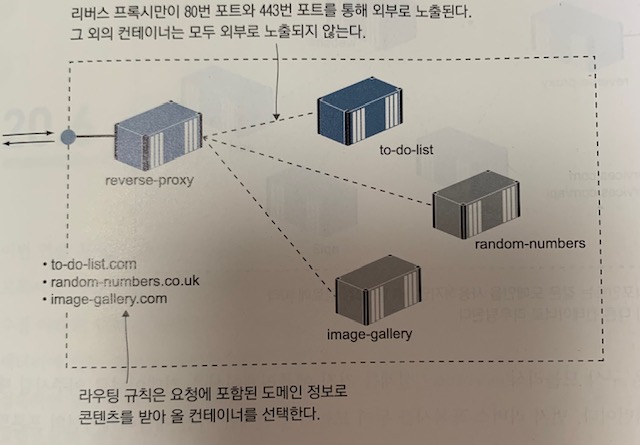 리버스 프록시만이 80번 포트와 443번 포트를 통해 외부로 노출된다.
그 외의 컨테이너는 모두 외부로 노출되지 않는다.
to-do-list
reverse-proxy
random-numbers
• to-do-list.com
• random-numbers.co.uk
• image-gallery.com
image-gallery
라우팅 규칙은 요청에 포함된 도메인 정보로
콘텐츠를 받아 올 컨테이너를 선택한다.